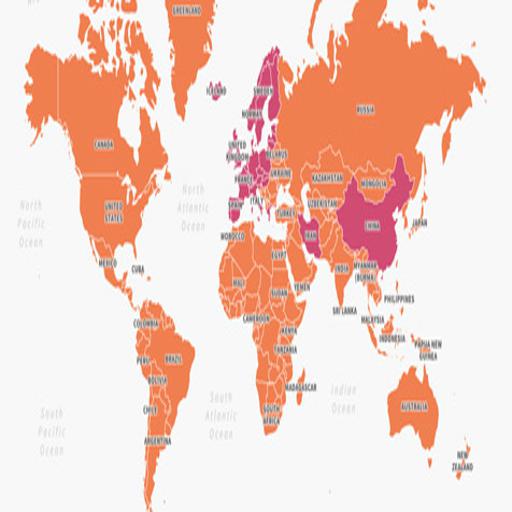 GREENLAND
ICELAND
SWEDEN
NORWAY
RUSSIA
CANADA
UNITED
KINGDOM
BELARUS
FRANCE
UKRAINE
KAZAKHSTAN
MONGOLIA
SPAIN
ITALY
TURKEY
UZBEKISTAN
UNITED
STATES
North
Pacific
Ocean
North
Atlantic
Ocean
CHINA
JAPAN
IRAN
MOROCCO
EGYPT
MEXICO
CUBA
MALI
SUDAN
YEMEN
INDIA
MYANMAR
(BURMA)
PHILIPPINES
SRI LANKA
MALAYSIA
COLOMBIA
CAMEROON
KENYA
TANZANIA
INDONESIA
PAPUA NEW
GUINEA
PERU
BRAZIL
BOLIVIA
MADAGASCAR
CHILE
South
Pacific
Ocean
South
Atlantic
Ocean
Indian
Ocean
SOUTH
AFRICA
AUSTRALIA
ARGENTINA
NEW
ZEALAND